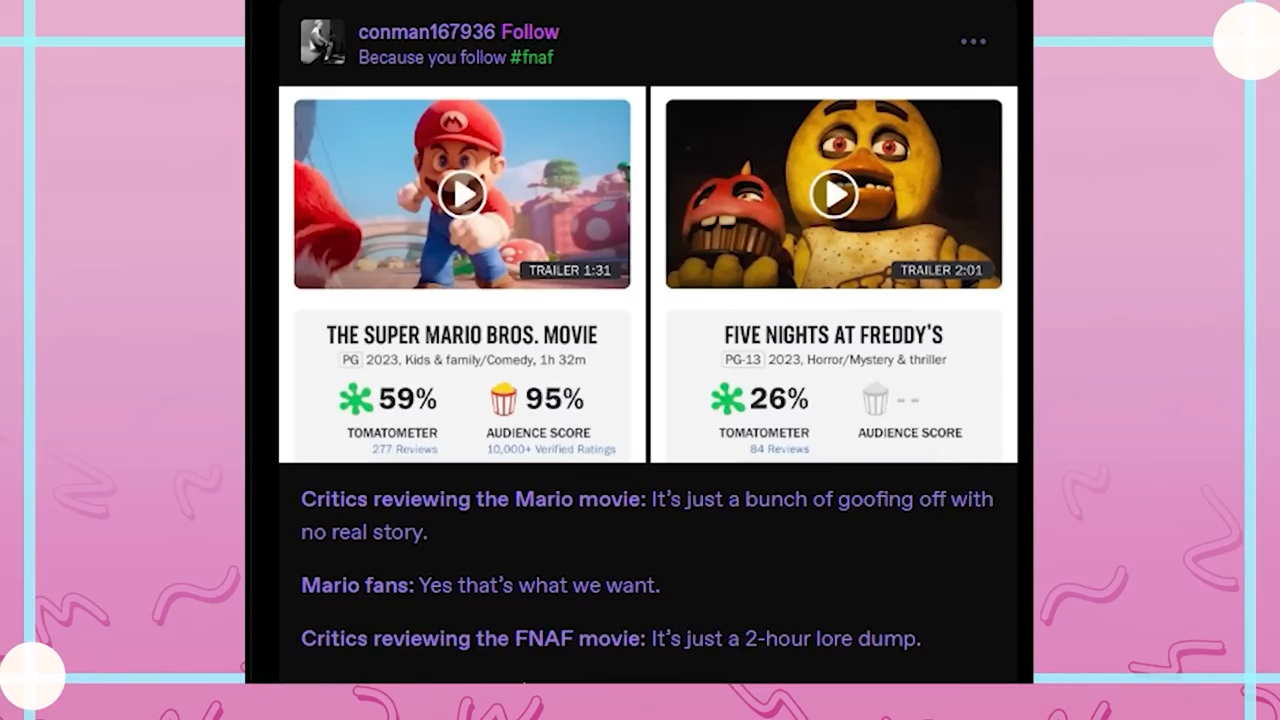 conman167936 Follow
Because you follow #fnaf
TRAILER 1:31
TRAILER 2:01
THE SUPER MARIO BROS. MOVIE
PG 2023, Kids & family/Comedy, 1h 32m
59% 95%
TOMATOMETER AUDIENCE SCORE
277 Reviews 10,000+ Verified Ratings
FIVE NIGHTS AT FREDDY'S
PG-13 2023, Horror/Mystery & thriller
26% - -
TOMATOMETER AUDIENCE SCORE
84 Reviews
Critics reviewing the Mario movie: It's just a bunch of goofing off with
no real story.
Mario fans: Yes that's what we want.
Critics reviewing the FNAF movie: It's just a 2-hour lore dump.